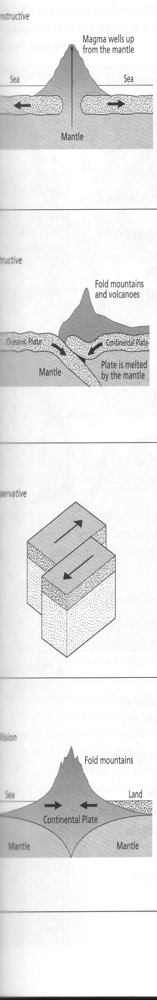 nstructive
Magma wells up
from the mantle
Sea
Sea
Mantle
tructive
Fold mountains
and volcanoes
Oceanic Plate
Continental Plate
Mantle
Plate is melted
by the mantle
servative
llision
Fold mountains
Sea
Land
Continental Plate
Mantle
Mantle